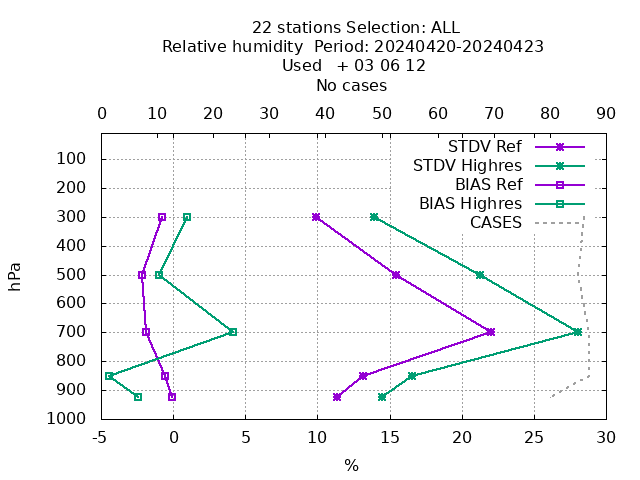 22 stations Selection: ALL
Relative humidity  Period: 20240420-20240423
Used   + 03 06 12
No cases
0 10 20 30 40 50 60 70 80 90
STDV Ref
STDV Highres
BIAS Ref
BIAS Highres
CASES
hPa
100
200
300
400
500
600
700
800
900
1000
-5 0 5 10 15 20 25 30
%